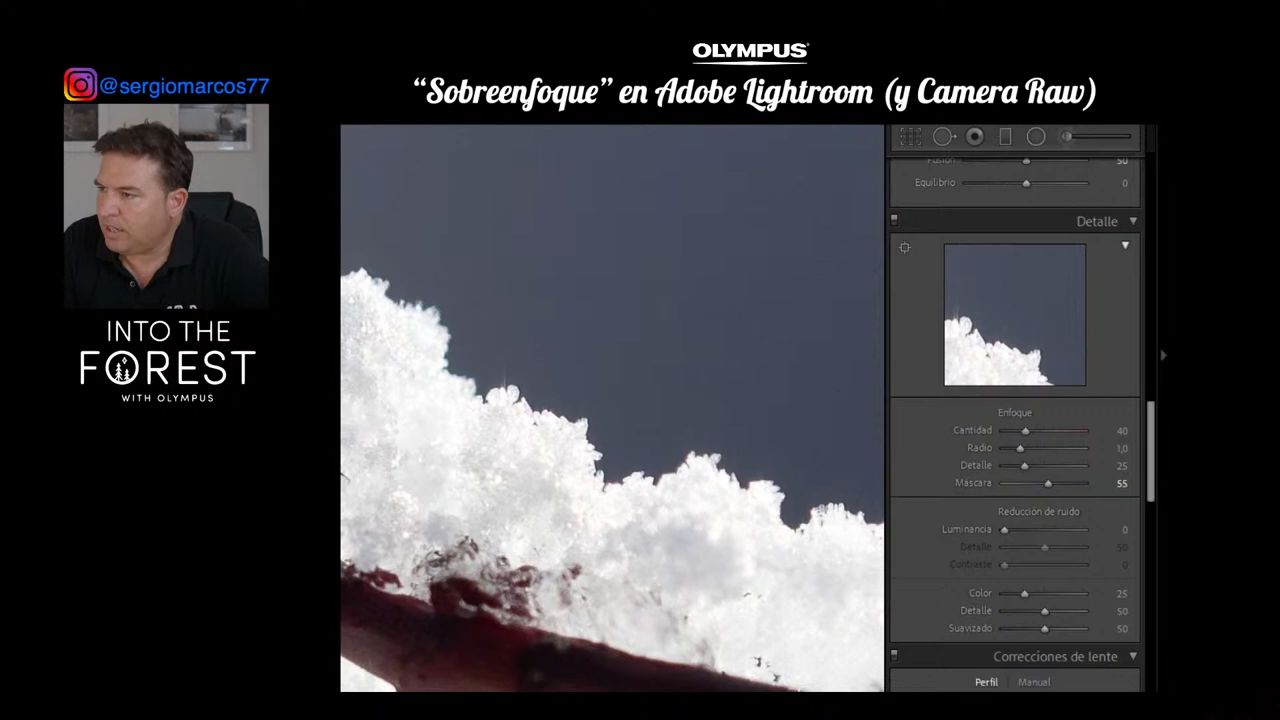 OLYMPUS
@sergiomarcos77
“Sobreenfoque” en Adobe Lightroom (y Camera Raw)
INTO THE
FOREST
WITH OLYMPUS
Fusión 50
Equilibrio 0
Detalle
Enfoque
Cantidad 40
Radio 1,0
Detalle 25
Máscara 55
Reducción de ruido
Luminancia 0
Detalle 50
Contraste 0
Color 25
Detalle 50
Suavizado 50
Correcciones de lente
Perfil Manual